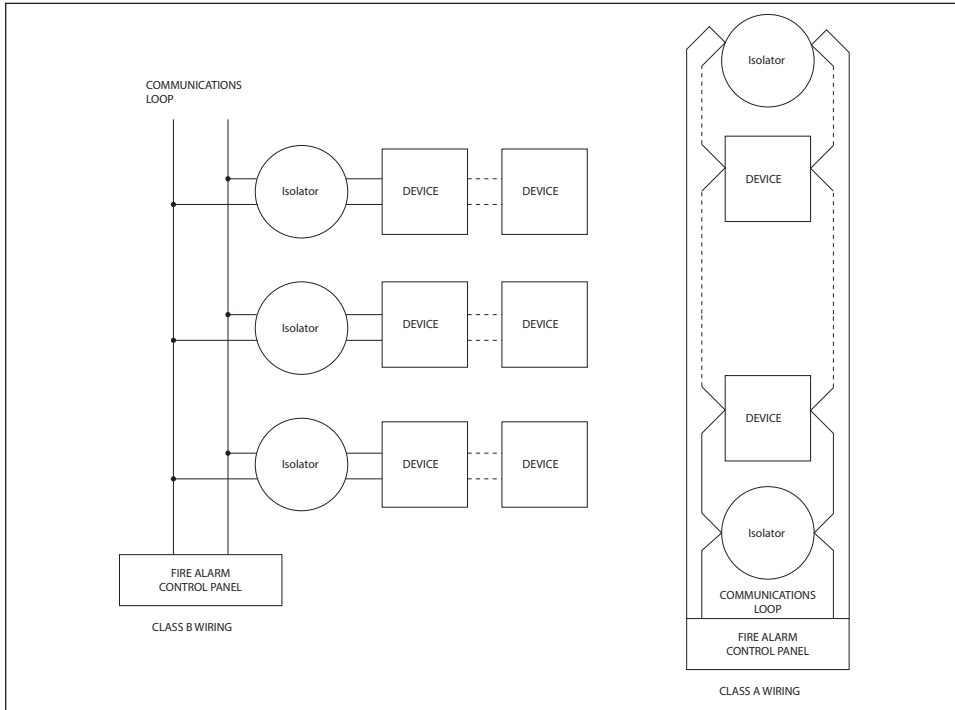 COMMUNICATIONS
LOOP
Isolator
DEVICE
DEVICE
Isolator
DEVICE
DEVICE
Isolator
DEVICE
DEVICE
FIRE ALARM
CONTROL PANEL
CLASS B WIRING
Isolator
DEVICE
DEVICE
Isolator
COMMUNICATIONS
LOOP
FIRE ALARM
CONTROL PANEL
CLASS A WIRING